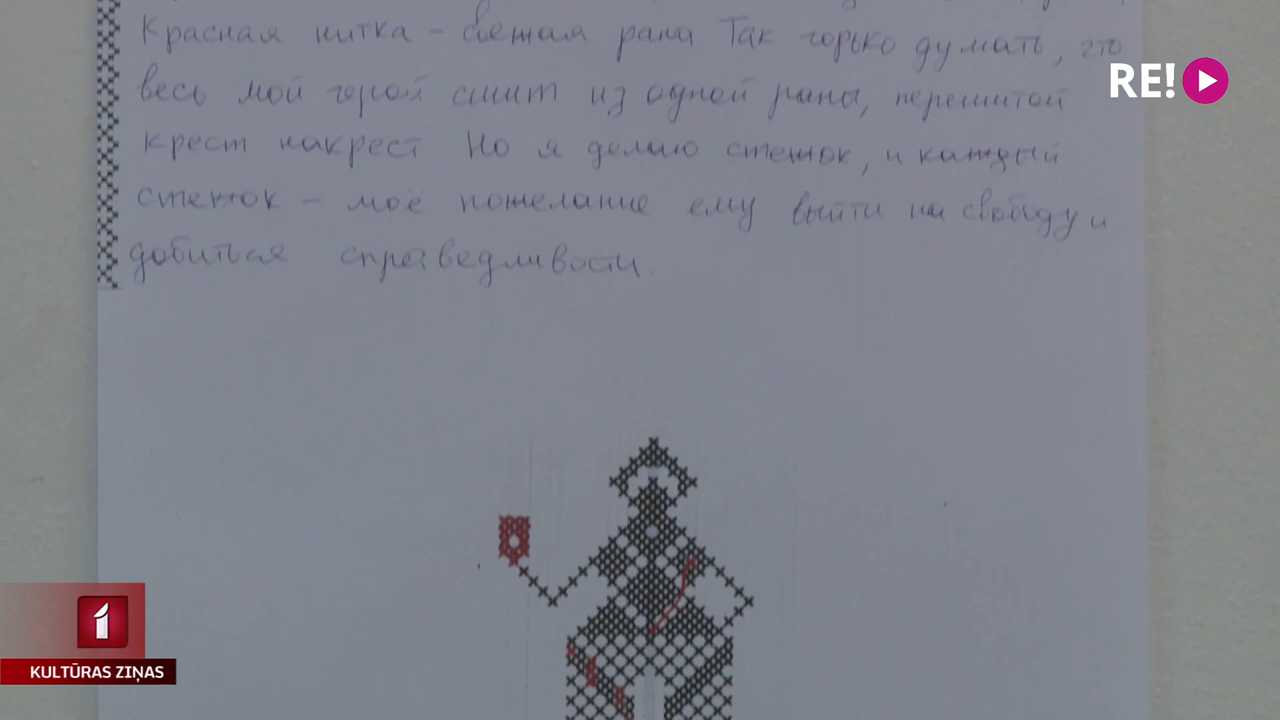 Красная нитка – свежая рана Так горько думать, что
весь мой герой сшит из одной раны, перешитой
крест накрест Но я делаю стежок, и каждый
стежок – моё пожелание ему выйти на свободу и
добиться справедливости.
RE!
1
KULTŪRAS ZIŅAS